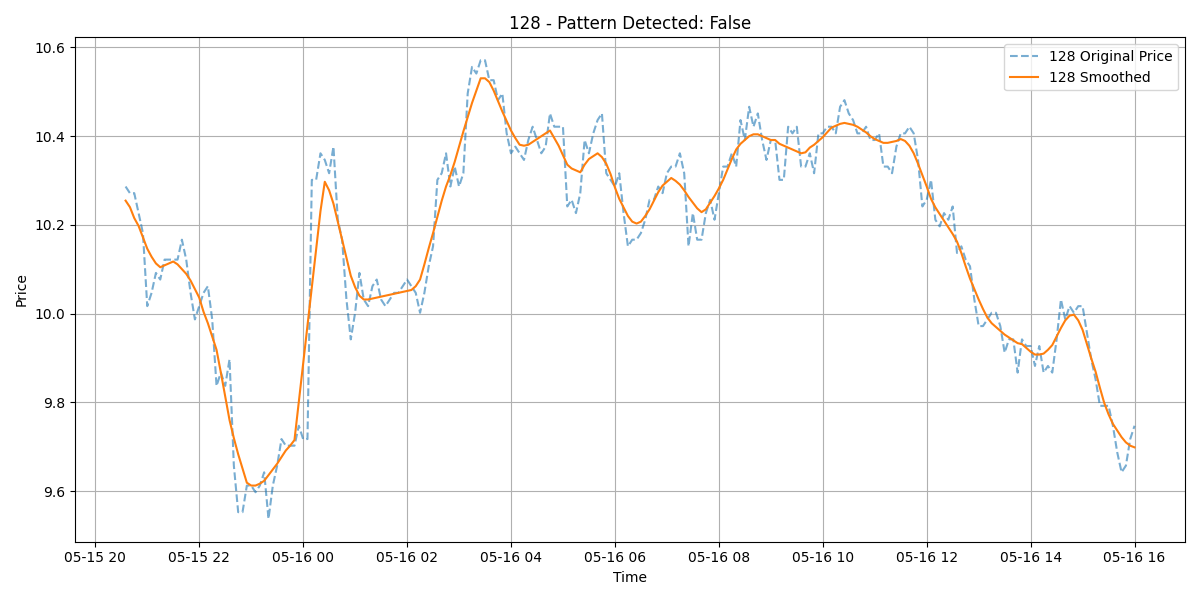 128 - Pattern Detected: False
128 Original Price
128 Smoothed
Price
10.6
10.4
10.2
10.0
9.8
9.6
05-15 20 05-15 22 05-16 00 05-16 02 05-16 04 05-16 06 05-16 08 05-16 10 05-16 12 05-16 14 05-16 16
Time